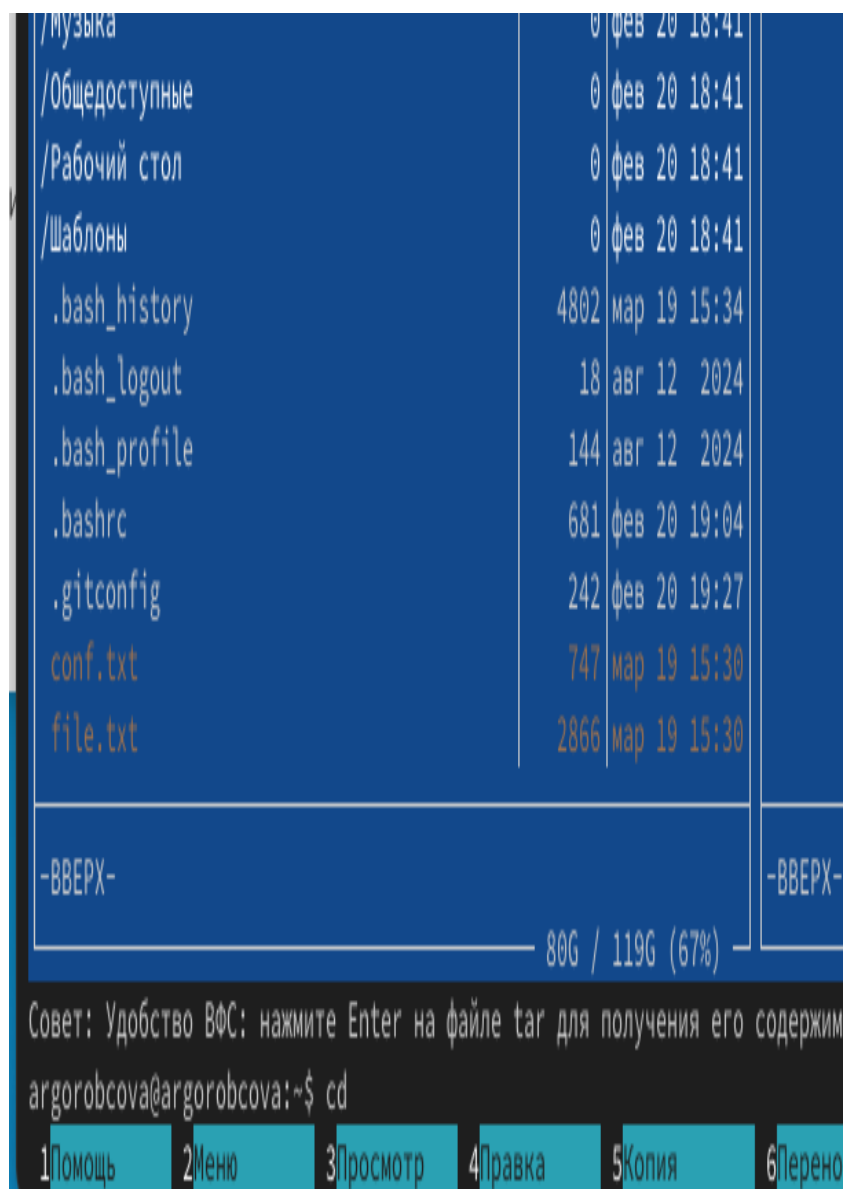 /Музыка 0 фев 20 18:41
/Общедоступные 0 фев 20 18:41
/Рабочий стол 0 фев 20 18:41
/Шаблоны 0 фев 20 18:41
.bash_history 4802 мар 19 15:34
.bash_logout 18 авг 12 2024
.bash_profile 144 авг 12 2024
.bashrc 681 фев 20 19:04
.gitconfig 242 фев 20 19:27
conf.txt 747 мар 19 15:30
file.txt 2866 мар 19 15:30
-ВВЕРХ- -ВВЕРХ-
80G / 119G (67%)
Совет: Удобство ВФС: нажмите Enter на файле tar для получения его содержим
argorobcova@argorobcova:~$ cd
1Помощь 2Меню 3Просмотр 4Правка 5Копия 6Перено